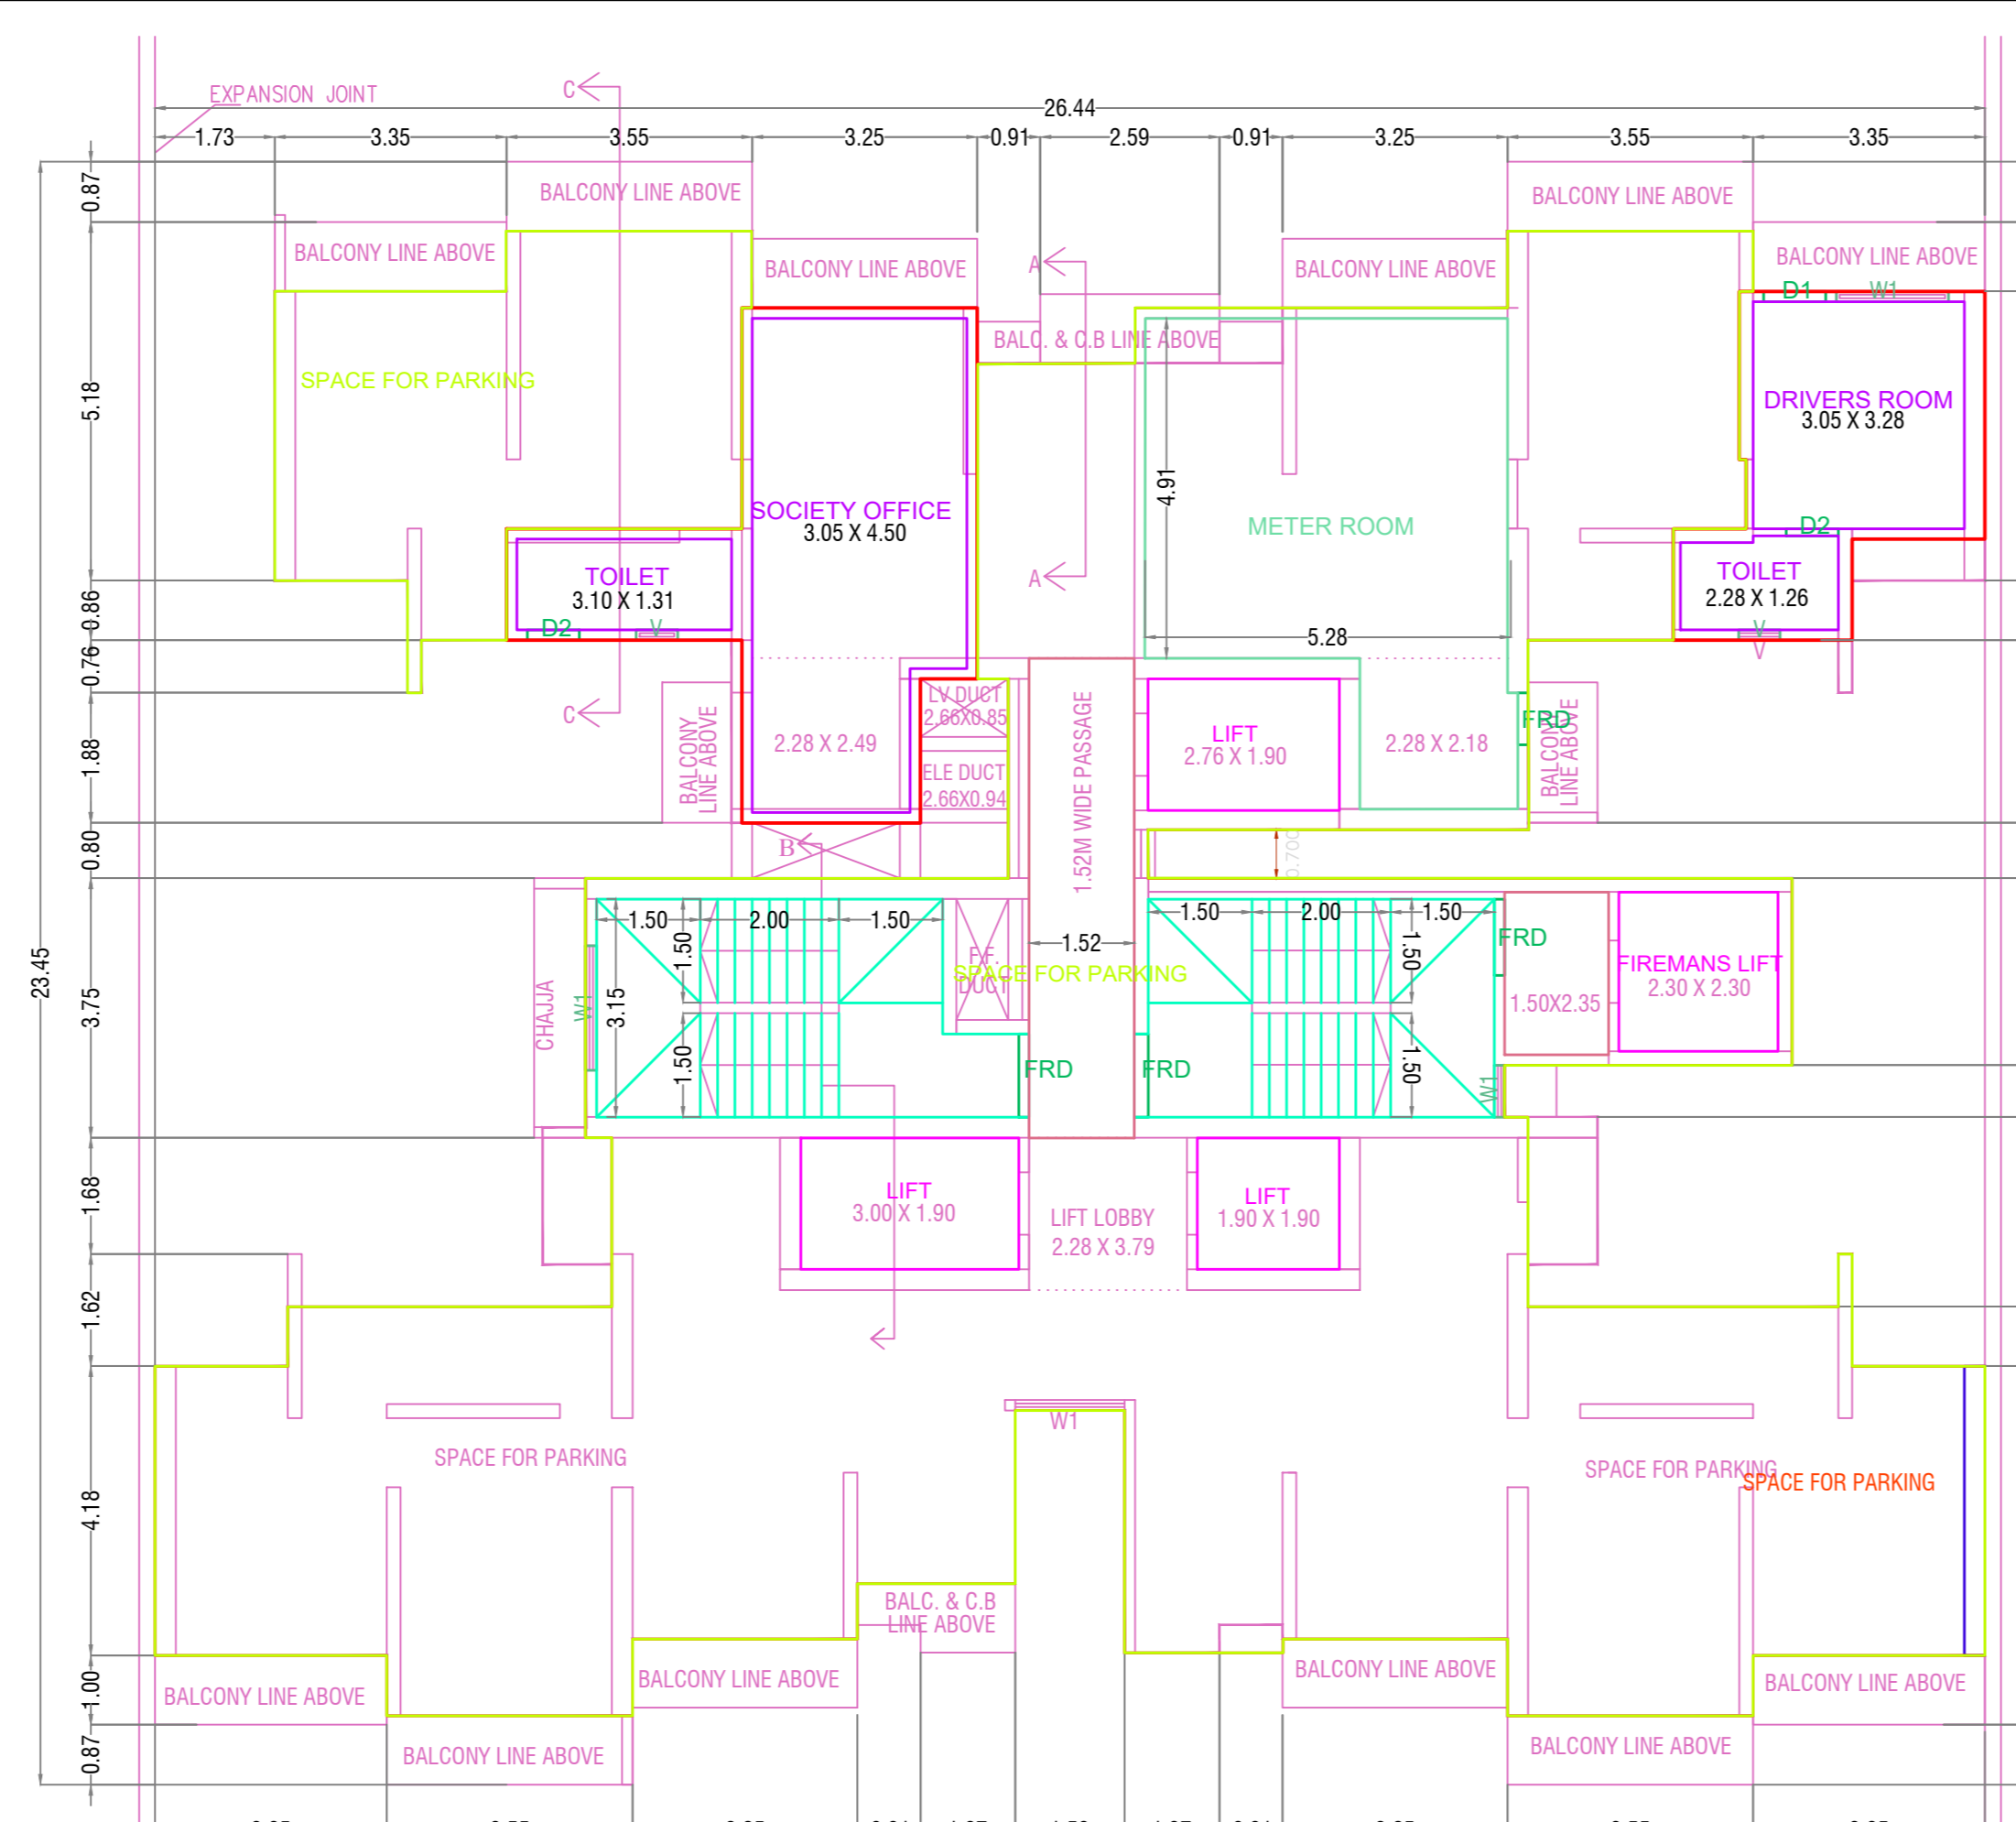 EXPANSION JOINT
C
26.44
1.73 3.35 3.55 3.25 0.91 2.59 0.91 3.25 3.55 3.35
0.87
BALCONY LINE ABOVE
BALCONY LINE ABOVE
BALCONY LINE ABOVE
BALCONY LINE ABOVE
A
BALCONY LINE ABOVE
BALCONY LINE ABOVE
D1
W1
BALC. & C.B LINE ABOVE
SPACE FOR PARKING
5.18
DRIVERS ROOM
3.05 X 3.28
4.91
SOCIETY OFFICE
3.05 X 4.50
METER ROOM
D2
TOILET
3.10 X 1.31
A
TOILET
2.28 X 1.26
0.86
D2
V
5.28
V
V
0.76
LV DUCT
2.66X0.85
C
BALCONY
LINE ABOVE
2.28 X 2.49
1.52M WIDE PASSAGE
LIFT
2.76 X 1.90
2.28 X 2.18
FRD
BALCONY
LINE ABOVE
1.88
ELE DUCT
2.66X0.94
0.80
B
0.700
23.45
1.50
2.00
1.50
1.50
1.52
1.50
2.00
1.50
1.50
FRD
F.F.
DUCT
SPACE FOR PARKING
FIREMANS LIFT
2.30 X 2.30
1.50X2.35
3.75
CHAJJA
W1
3.15
1.50
FRD
FRD
1.50
W1
1.68
LIFT
3.00 X 1.90
LIFT LOBBY
2.28 X 3.79
LIFT
1.90 X 1.90
1.62
W1
SPACE FOR PARKING
SPACE FOR PARKING
SPACE FOR PARKING
4.18
BALC. & C.B
LINE ABOVE
1.00
BALCONY LINE ABOVE
BALCONY LINE ABOVE
BALCONY LINE ABOVE
BALCONY LINE ABOVE
0.87
BALCONY LINE ABOVE
BALCONY LINE ABOVE